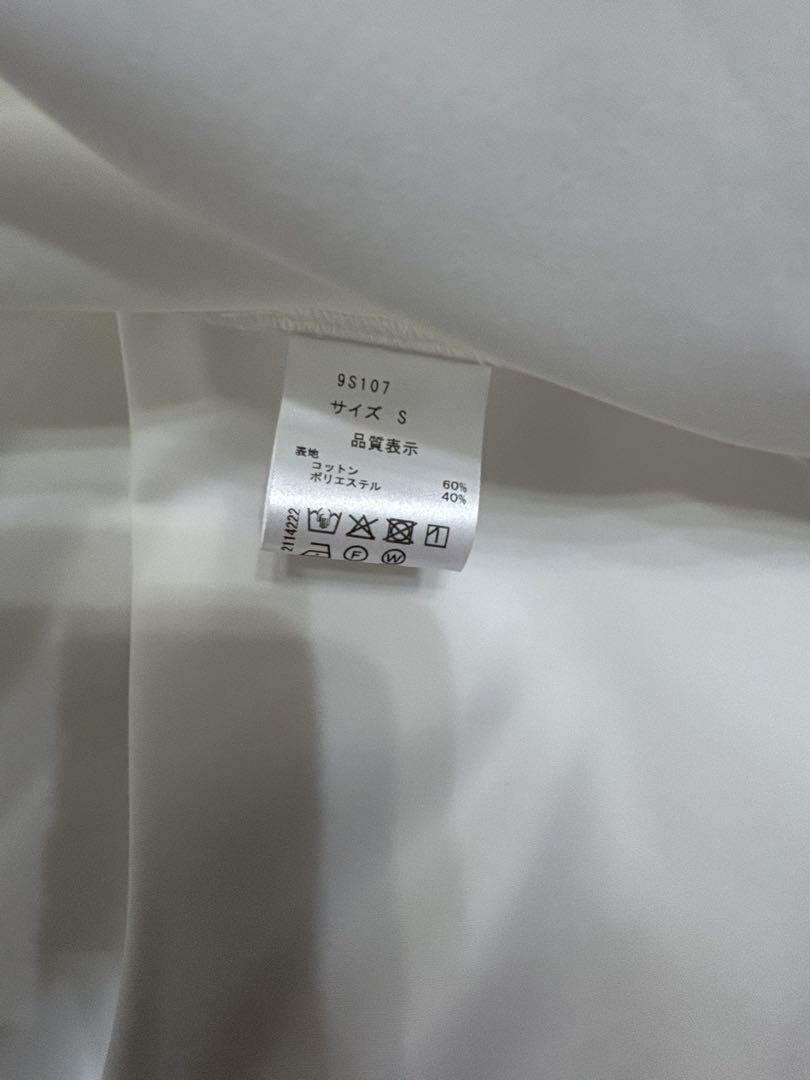 9S107
サイズ S
品質表示
表地
コットン 60%
ポリエステル 40%
2114222
F W